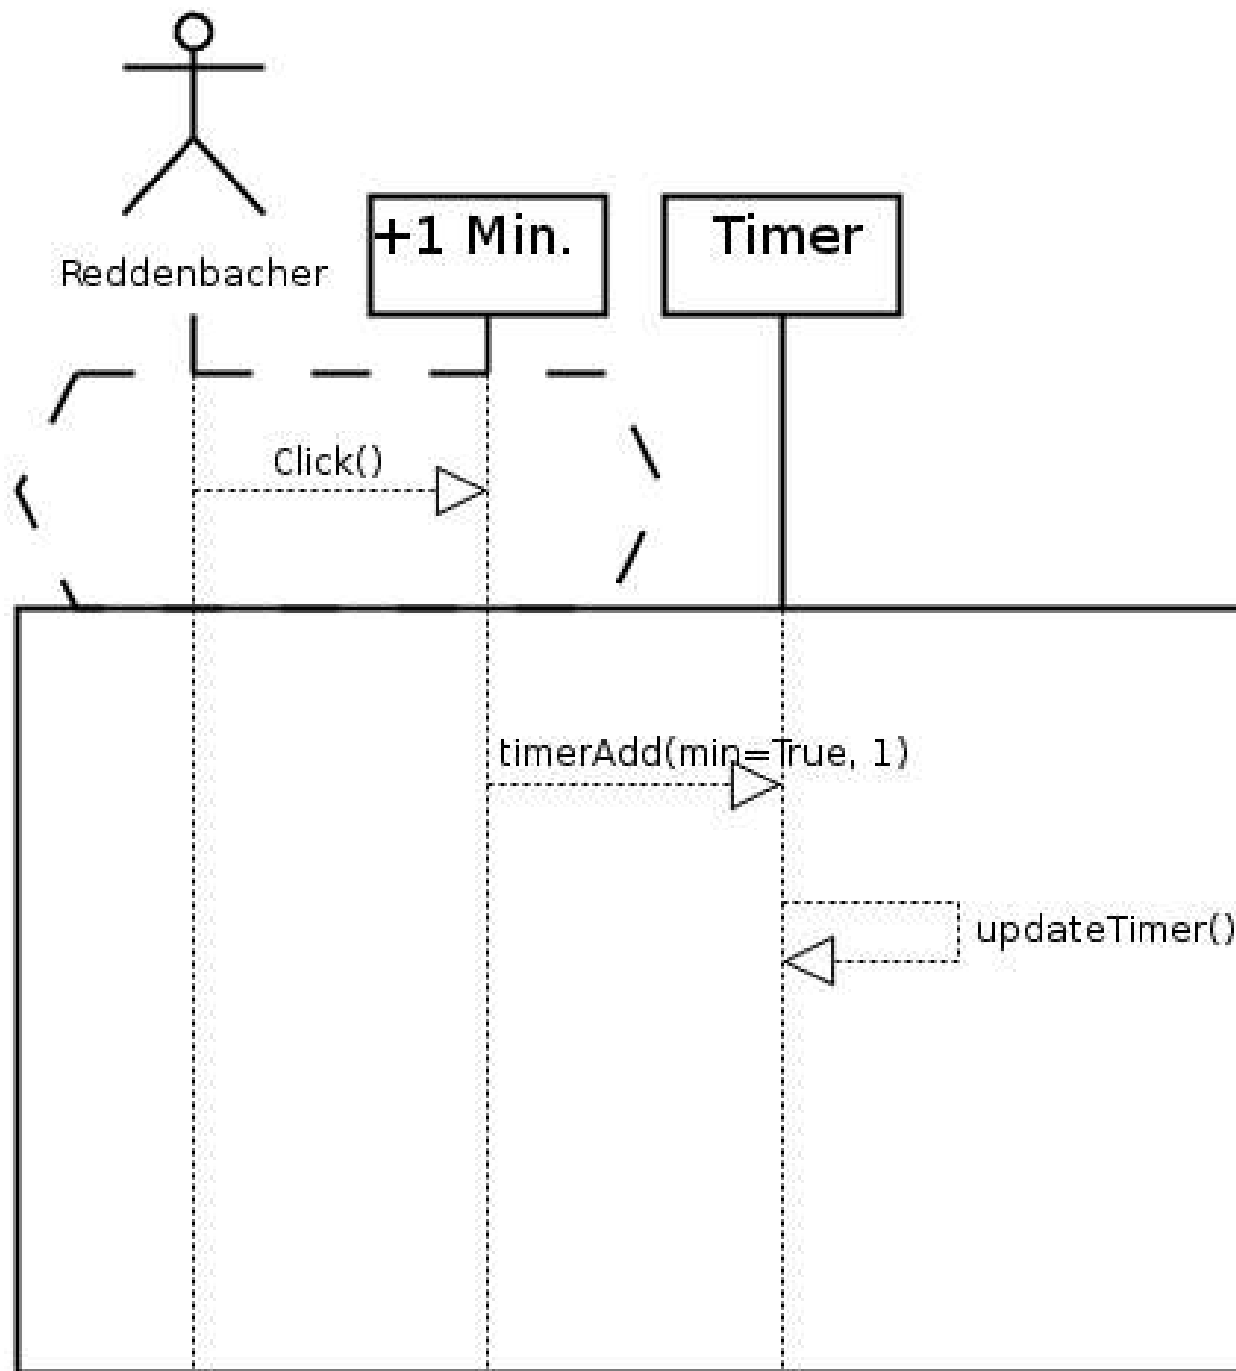 Reddenbacher
+1 Min.
Timer
Click()
timerAdd(min=True, 1)
updateTimer()